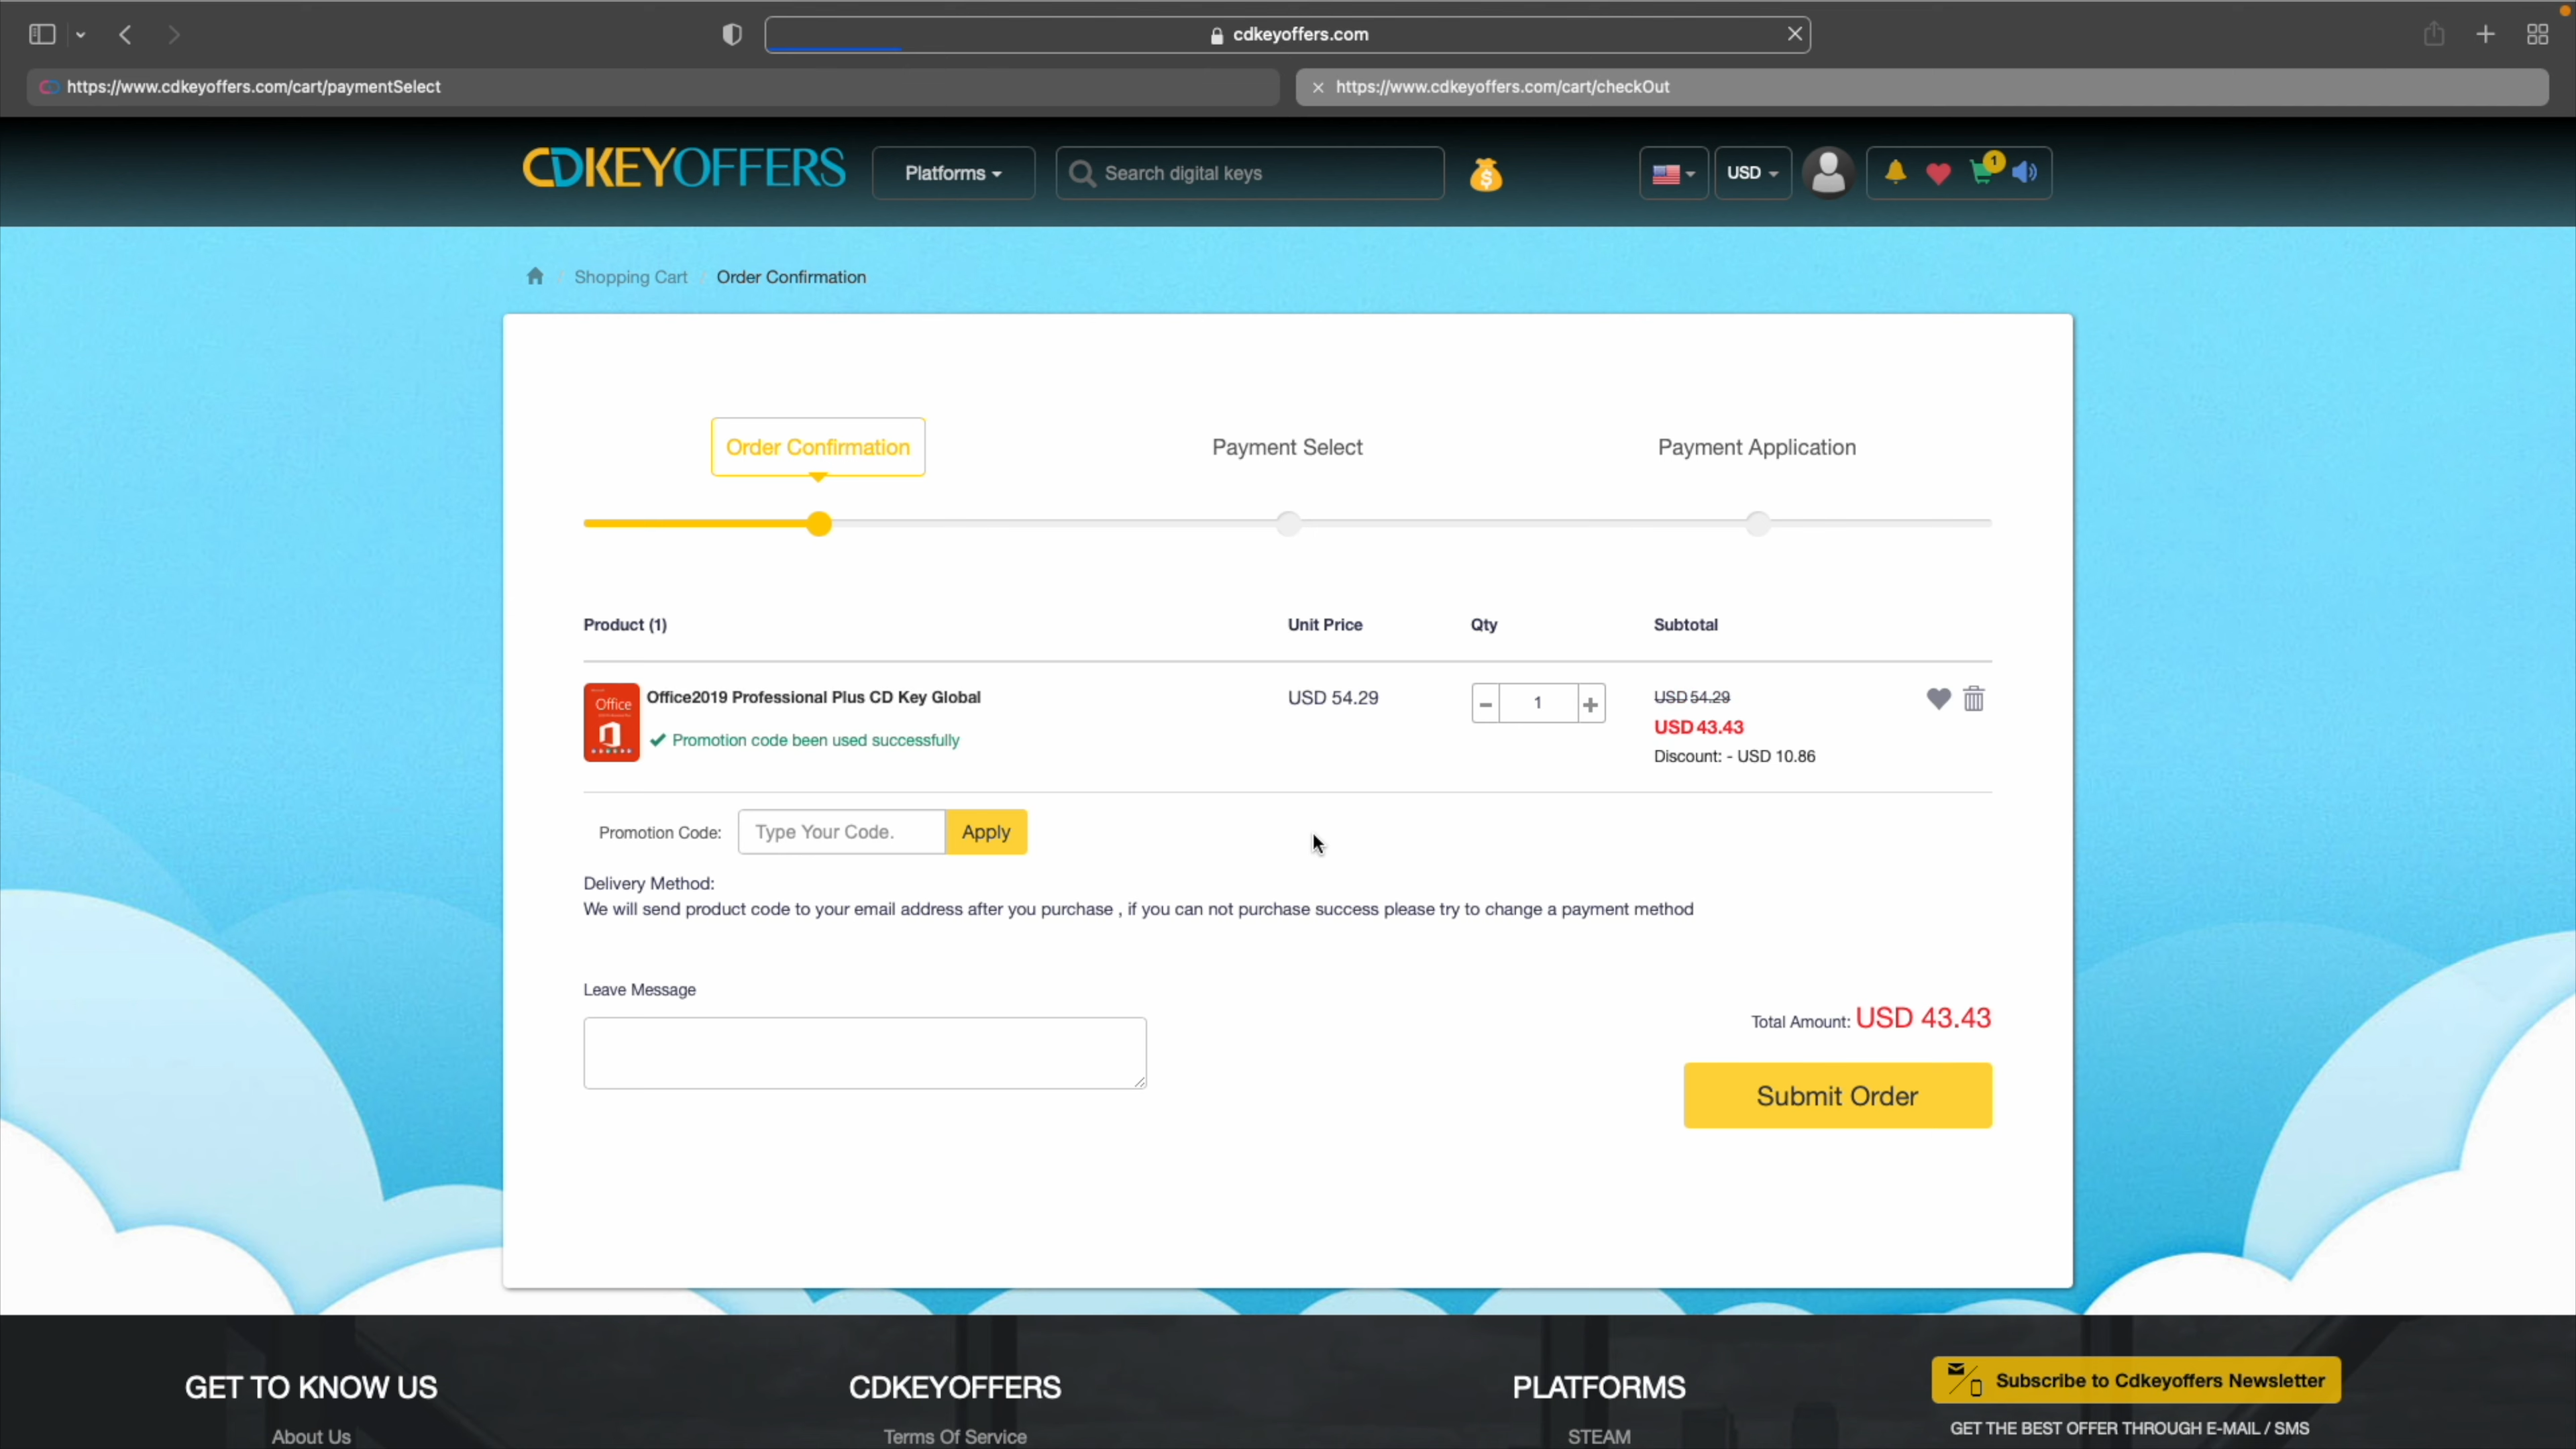 cdkeyoffers.com
https://www.cdkeyoffers.com/cart/paymentSelect
https://www.cdkeyoffers.com/cart/checkOut
CDKEYOFFERS
Platforms
Search digital keys
$
USD
1
Shopping Cart / Order Confirmation
Order Confirmation
Payment Select
Payment Application
Product (1)
Unit Price
Qty
Subtotal
Office
Office2019 Professional Plus CD Key Global
Promotion code been used successfully
USD 54.29
1
USD 54.29
USD 43.43
Discount: - USD 10.86
Promotion Code:
Type Your Code.
Apply
Delivery Method:
We will send product code to your email address after you purchase , if you can not purchase success please try to change a payment method
Leave Message
Total Amount: USD 43.43
Submit Order
GET TO KNOW US
About Us
CDKEYOFFERS
Terms Of Service
PLATFORMS
STEAM
Subscribe to Cdkeyoffers Newsletter
GET THE BEST OFFER THROUGH E-MAIL / SMS